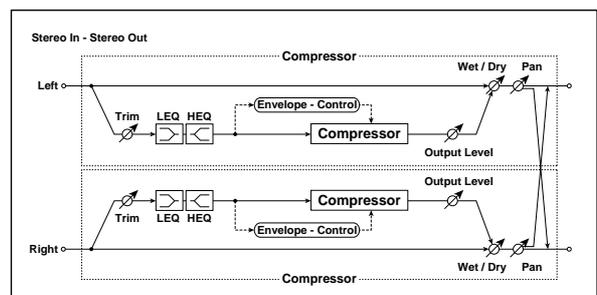 Stereo In - Stereo Out
Compressor
Wet / Dry
Pan
Left
Trim
LEQ
HEQ
Envelope - Control
Compressor
Output Level
Output Level
Compressor
Trim
LEQ
HEQ
Envelope - Control
Right
Wet / Dry
Pan
Compressor